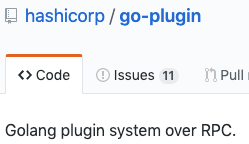 hashicorp / go-plugin
<> Code Issues 11 Pull r
Golang plugin system over RPC.